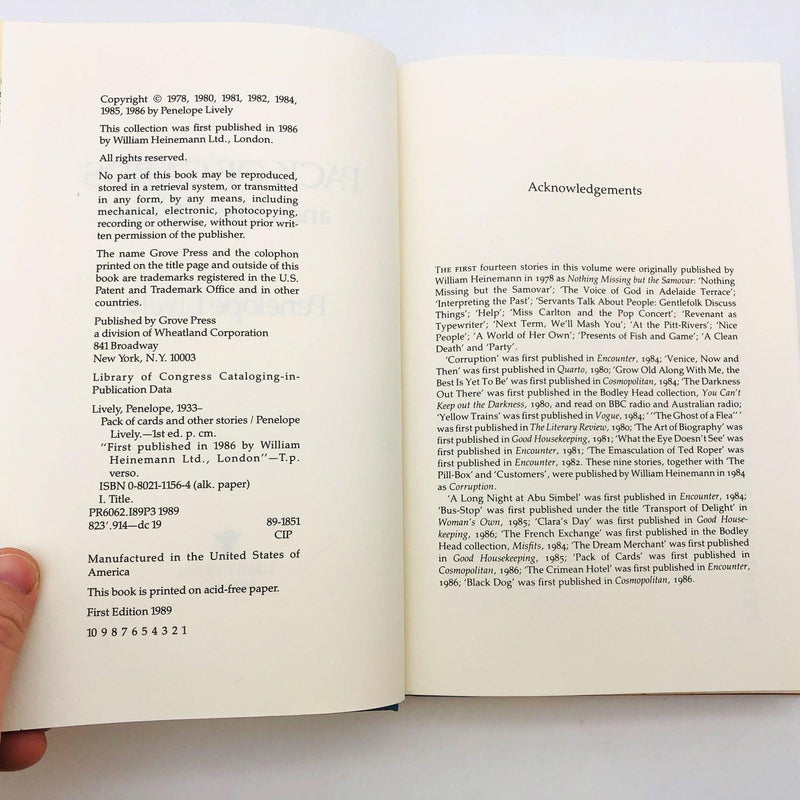 Copyright © 1978, 1980, 1981, 1982, 1984,
1985, 1986 by Penelope Lively
This collection was first published in 1986
by William Heinemann Ltd., London.
All rights reserved.
No part of this book may be reproduced,
stored in a retrieval system, or transmitted
in any form, by any means, including
mechanical, electronic, photocopying,
recording or otherwise, without prior writ-
ten permission of the publisher.
The name Grove Press and the colophon
printed on the title page and outside of this
book are trademarks registered in the U.S.
Patent and Trademark Office and in other
countries.
Published by Grove Press
a division of Wheatland Corporation
841 Broadway
New York, N.Y. 10003
Library of Congress Cataloging-in-
Publication Data
Lively, Penelope, 1933–
Pack of cards and other stories / Penelope
Lively.—1st ed. p. cm.
"First published in 1986 by William
Heinemann Ltd., London"—T.p.
verso.
ISBN 0-8021-1156-4 (alk. paper)
I. Title.
PR6062.I89P3 1989
823'.914—dc 19 89-1851
CIP
Manufactured in the United States of
America
This book is printed on acid-free paper.
First Edition 1989
10 9 8 7 6 5 4 3 2 1
Acknowledgements
THE FIRST fourteen stories in this volume were originally published by
William Heinemann in 1978 as Nothing Missing but the Samovar: 'Nothing
Missing but the Samovar'; 'The Voice of God in Adelaide Terrace';
'Interpreting the Past'; 'Servants Talk About People: Gentlefolk Discuss
Things'; 'Help'; 'Miss Carlton and the Pop Concert'; 'Revenant as
Typewriter'; 'Next Term, We'll Mash You'; 'At the Pitt-Rivers'; 'Nice
People'; 'A World of Her Own'; 'Presents of Fish and Game'; 'A Clean
Death' and 'Party'.
'Corruption' was first published in Encounter, 1984; 'Venice, Now and
Then' was first published in Quarto, 1980; 'Grow Old Along With Me, the
Best Is Yet To Be' was first published in Cosmopolitan, 1984; 'The Darkness
Out There' was first published in the Bodley Head collection, You Can't
Keep out the Darkness, 1980, and read on BBC radio and Australian radio;
'Yellow Trains' was first published in Vogue, 1984; '"The Ghost of a Flea"'
was first published in The Literary Review, 1980; 'The Art of Biography' was
first published in Good Housekeeping, 1981; 'What the Eye Doesn't See' was
first published in Encounter, 1981; 'The Emasculation of Ted Roper' was
first published in Encounter, 1982. These nine stories, together with 'The
Pill-Box' and 'Customers', were published by William Heinemann in 1984
as Corruption.
'A Long Night at Abu Simbel' was first published in Encounter, 1984;
'Bus-Stop' was first published under the title 'Transport of Delight' in
Woman's Own, 1985; 'Clara's Day' was first published in Good House-
keeping, 1986; 'The French Exchange' was first published in the Bodley
Head collection, Misfits, 1984; 'The Dream Merchant' was first published
in Good Housekeeping, 1985; 'Pack of Cards' was first published in
Cosmopolitan, 1986; 'The Crimean Hotel' was first published in Encounter,
1986; 'Black Dog' was first published in Cosmopolitan, 1986.